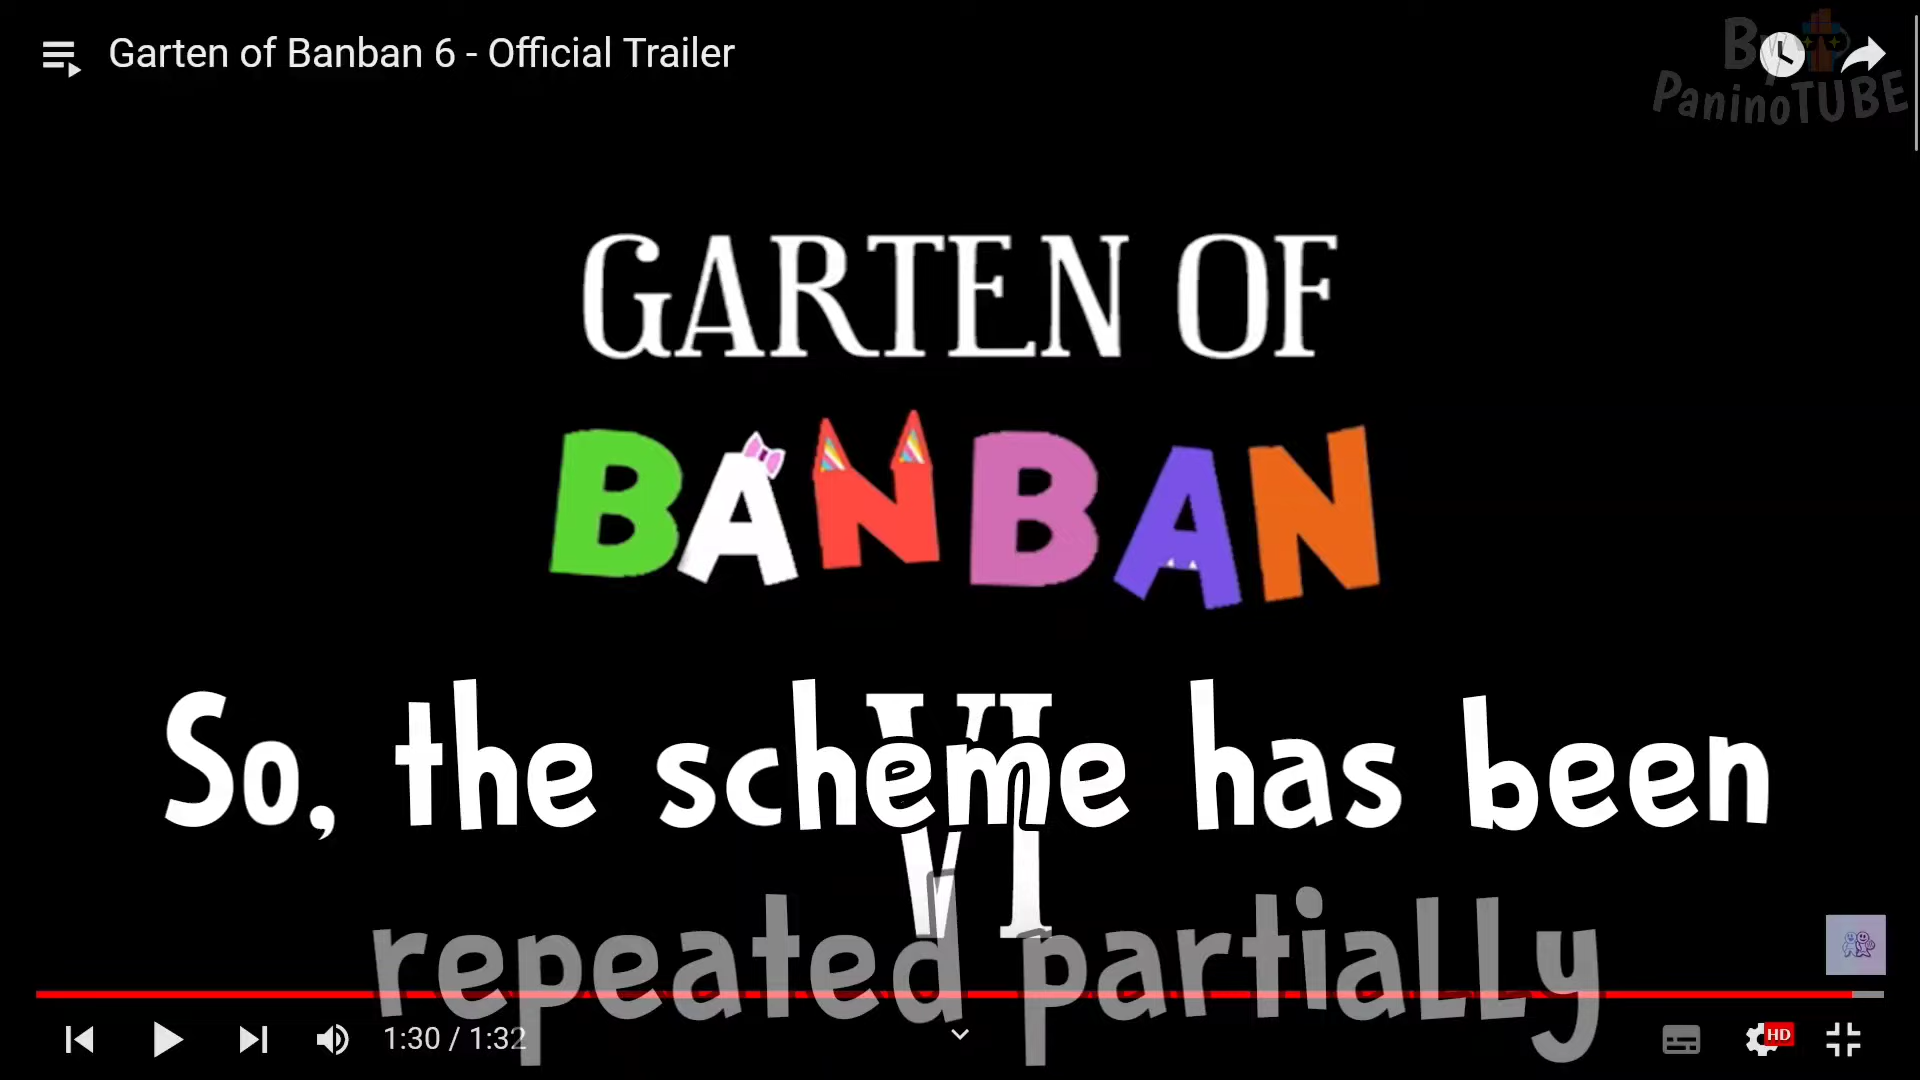 Garten of Banban 6 - Official Trailer
By
PaninoTUBE
GARTEN OF
BANBAN
VI
So, the scheme has been
repeated partially
1:30 / 1:32
HD